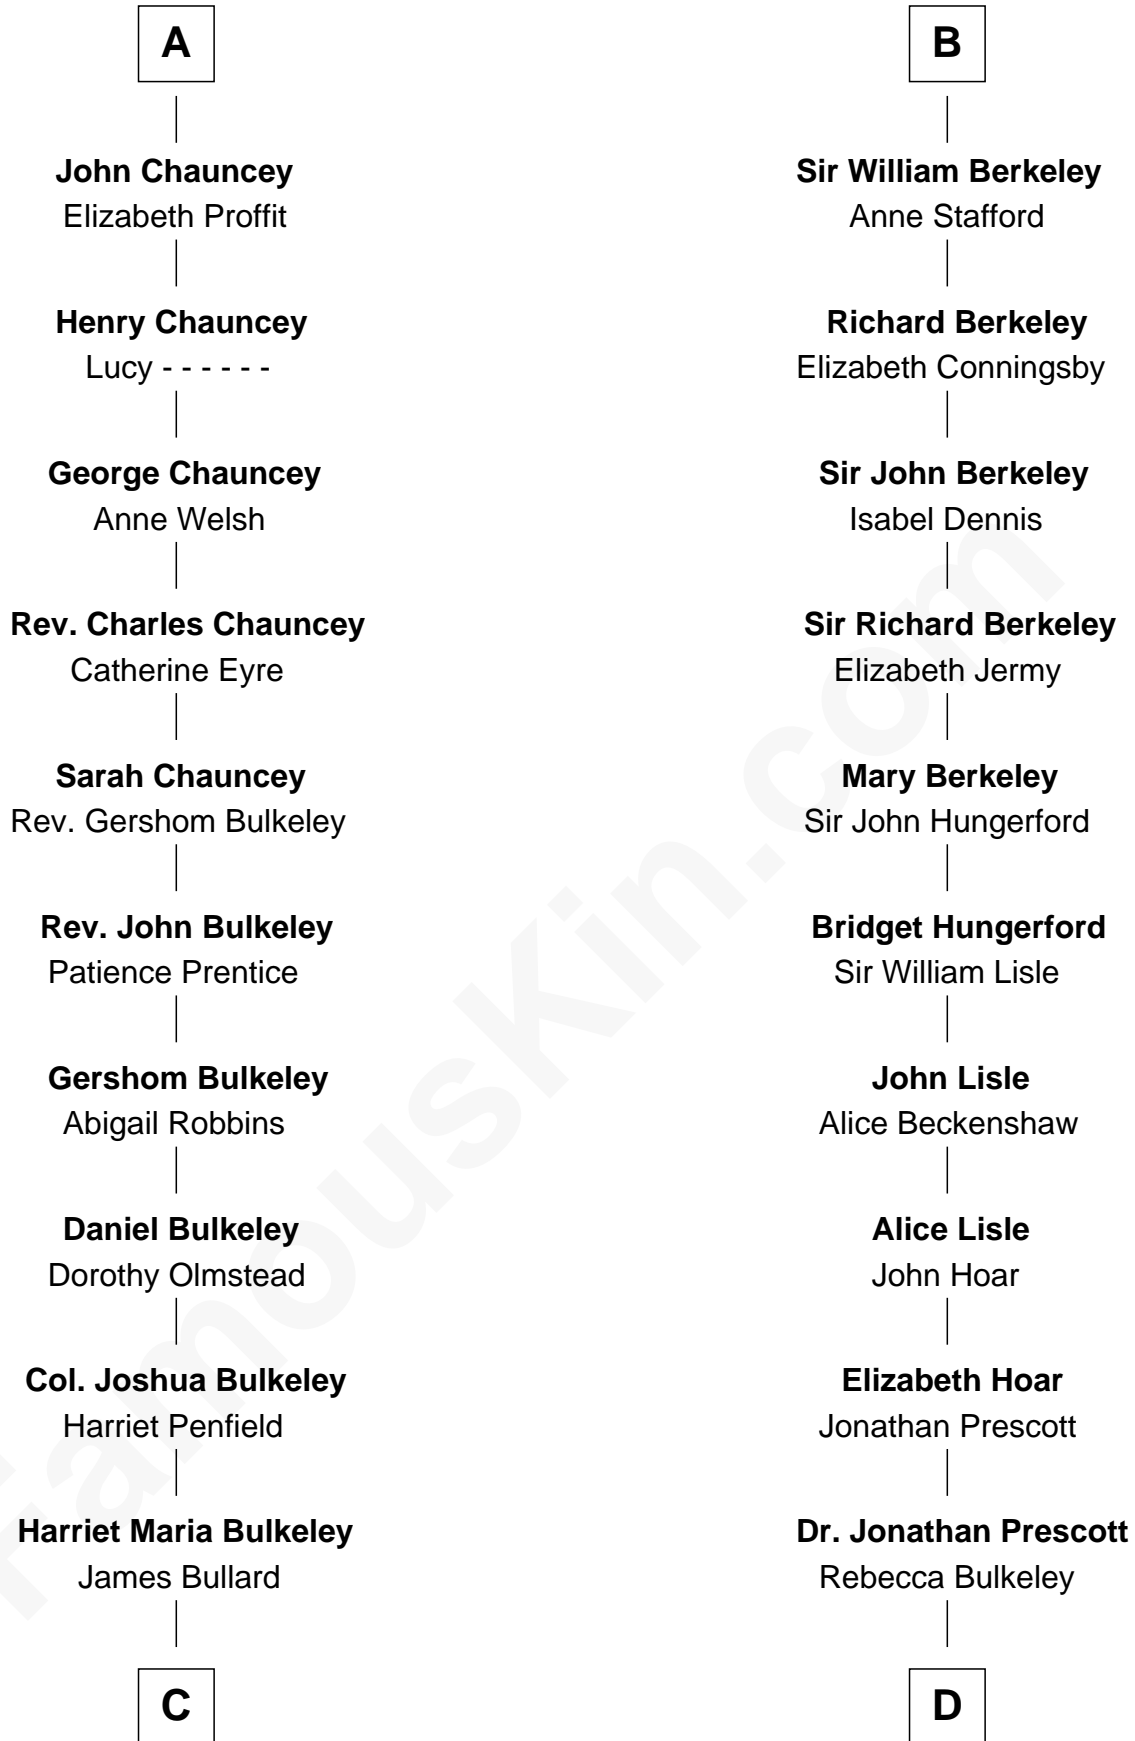 A
John Chauncey
Elizabeth Proffit
Henry Chauncey
Lucy - - - - - -
George Chauncey
Anne Welsh
Rev. Charles Chauncey
Catherine Eyre
Sarah Chauncey
Rev. Gershom Bulkeley
Rev. John Bulkeley
Patience Prentice
Gershom Bulkeley
Abigail Robbins
Daniel Bulkeley
Dorothy Olmstead
Col. Joshua Bulkeley
Harriet Penfield
Harriet Maria Bulkeley
James Bullard
C
B
Sir William Berkeley
Anne Stafford
Richard Berkeley
Elizabeth Conningsby
Sir John Berkeley
Isabel Dennis
Sir Richard Berkeley
Elizabeth Jermy
Mary Berkeley
Sir John Hungerford
Bridget Hungerford
Sir William Lisle
John Lisle
Alice Beckenshaw
Alice Lisle
John Hoar
Elizabeth Hoar
Jonathan Prescott
Dr. Jonathan Prescott
Rebecca Bulkeley
D
FamousKin.com